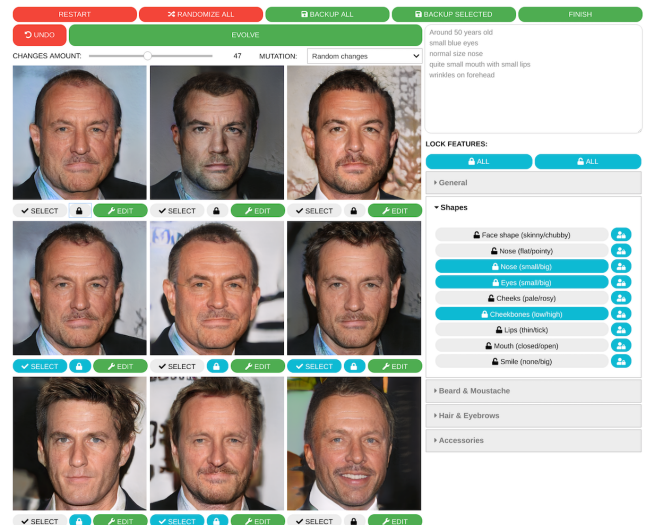 RESTART
RANDOMIZE ALL
BACKUP ALL
BACKUP SELECTED
FINISH
UNDO
EVOLVE
CHANGES AMOUNT:
47
MUTATION:
Random changes
SELECT
EDIT
SELECT
EDIT
SELECT
EDIT
SELECT
EDIT
SELECT
EDIT
SELECT
EDIT
SELECT
EDIT
SELECT
EDIT
SELECT
EDIT
Around 50 years old
small blue eyes
normal size nose
quite small mouth with small lips
wrinkles on forehead
LOCK FEATURES:
ALL
ALL
General
Shapes
Face shape (skinny/chubby)
Nose (flat/pointy)
Nose (small/big)
Eyes (small/big)
Cheeks (pale/rosy)
Cheekbones (low/high)
Lips (thin/tick)
Mouth (closed/open)
Smile (none/big)
Beard & Moustache
Hair & Eyebrows
Accessories